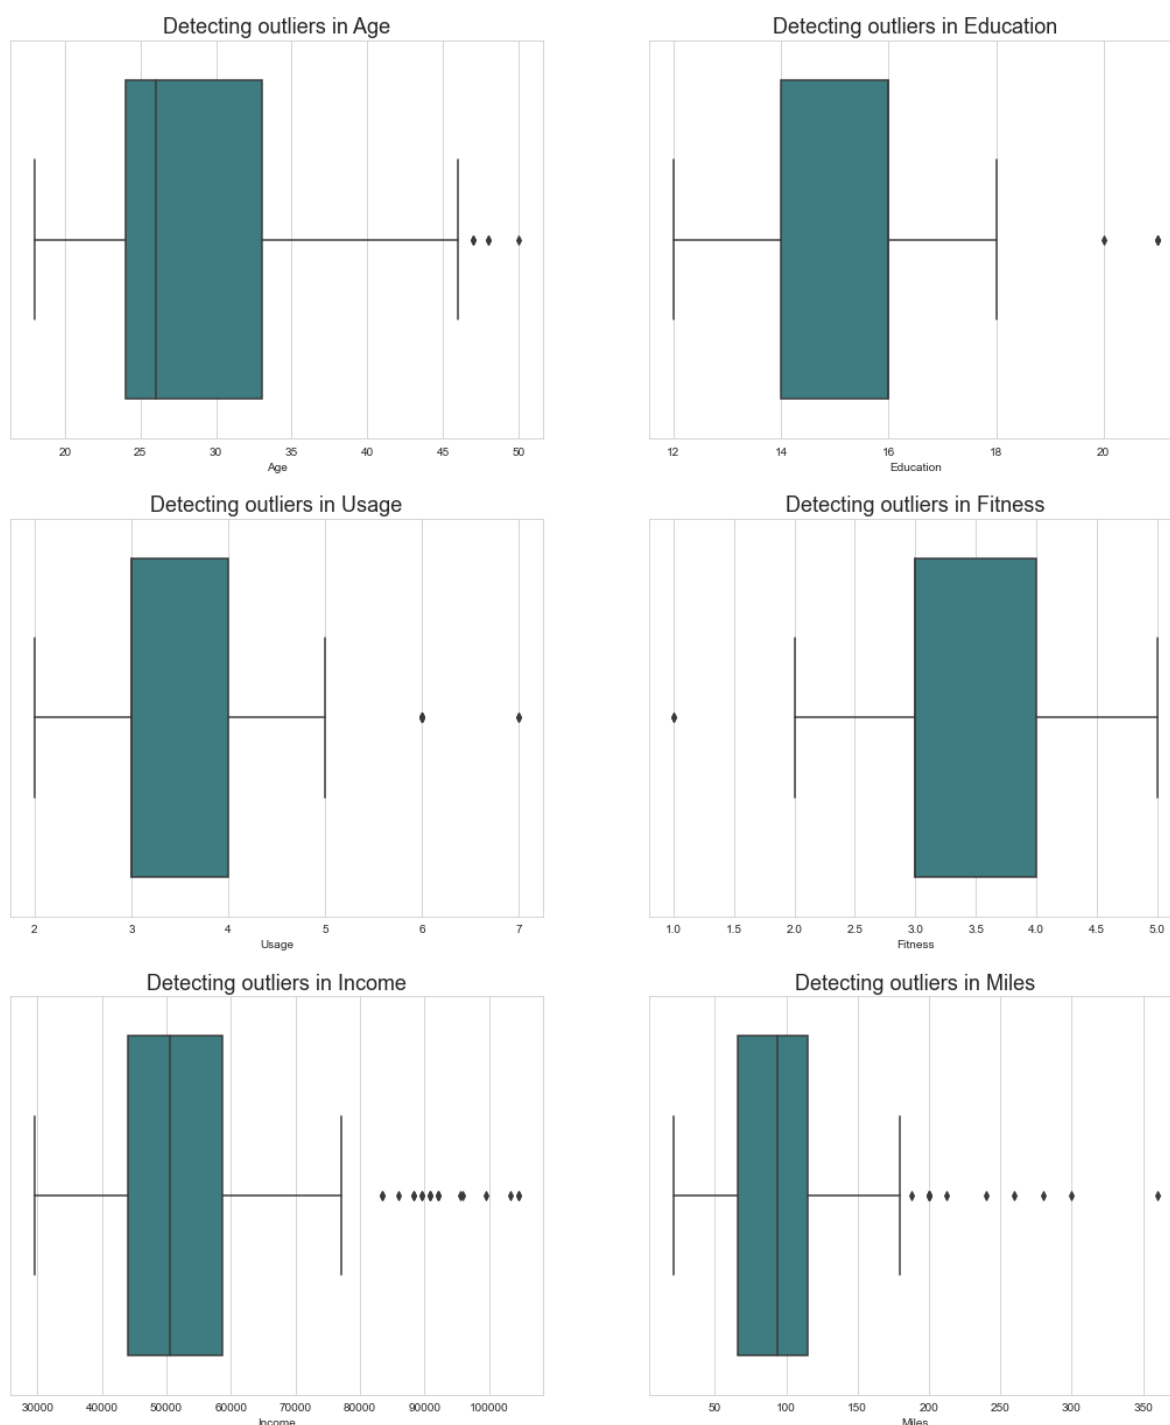 Detecting outliers in Age
20 25 30 35 40 45 50
Age
Detecting outliers in Education
12 14 16 18 20
Education
Detecting outliers in Usage
2 3 4 5 6 7
Usage
Detecting outliers in Fitness
1.0 1.5 2.0 2.5 3.0 3.5 4.0 4.5 5.0
Fitness
Detecting outliers in Income
30000 40000 50000 60000 70000 80000 90000 100000
Income
Detecting outliers in Miles
50 100 150 200 250 300 350
Miles